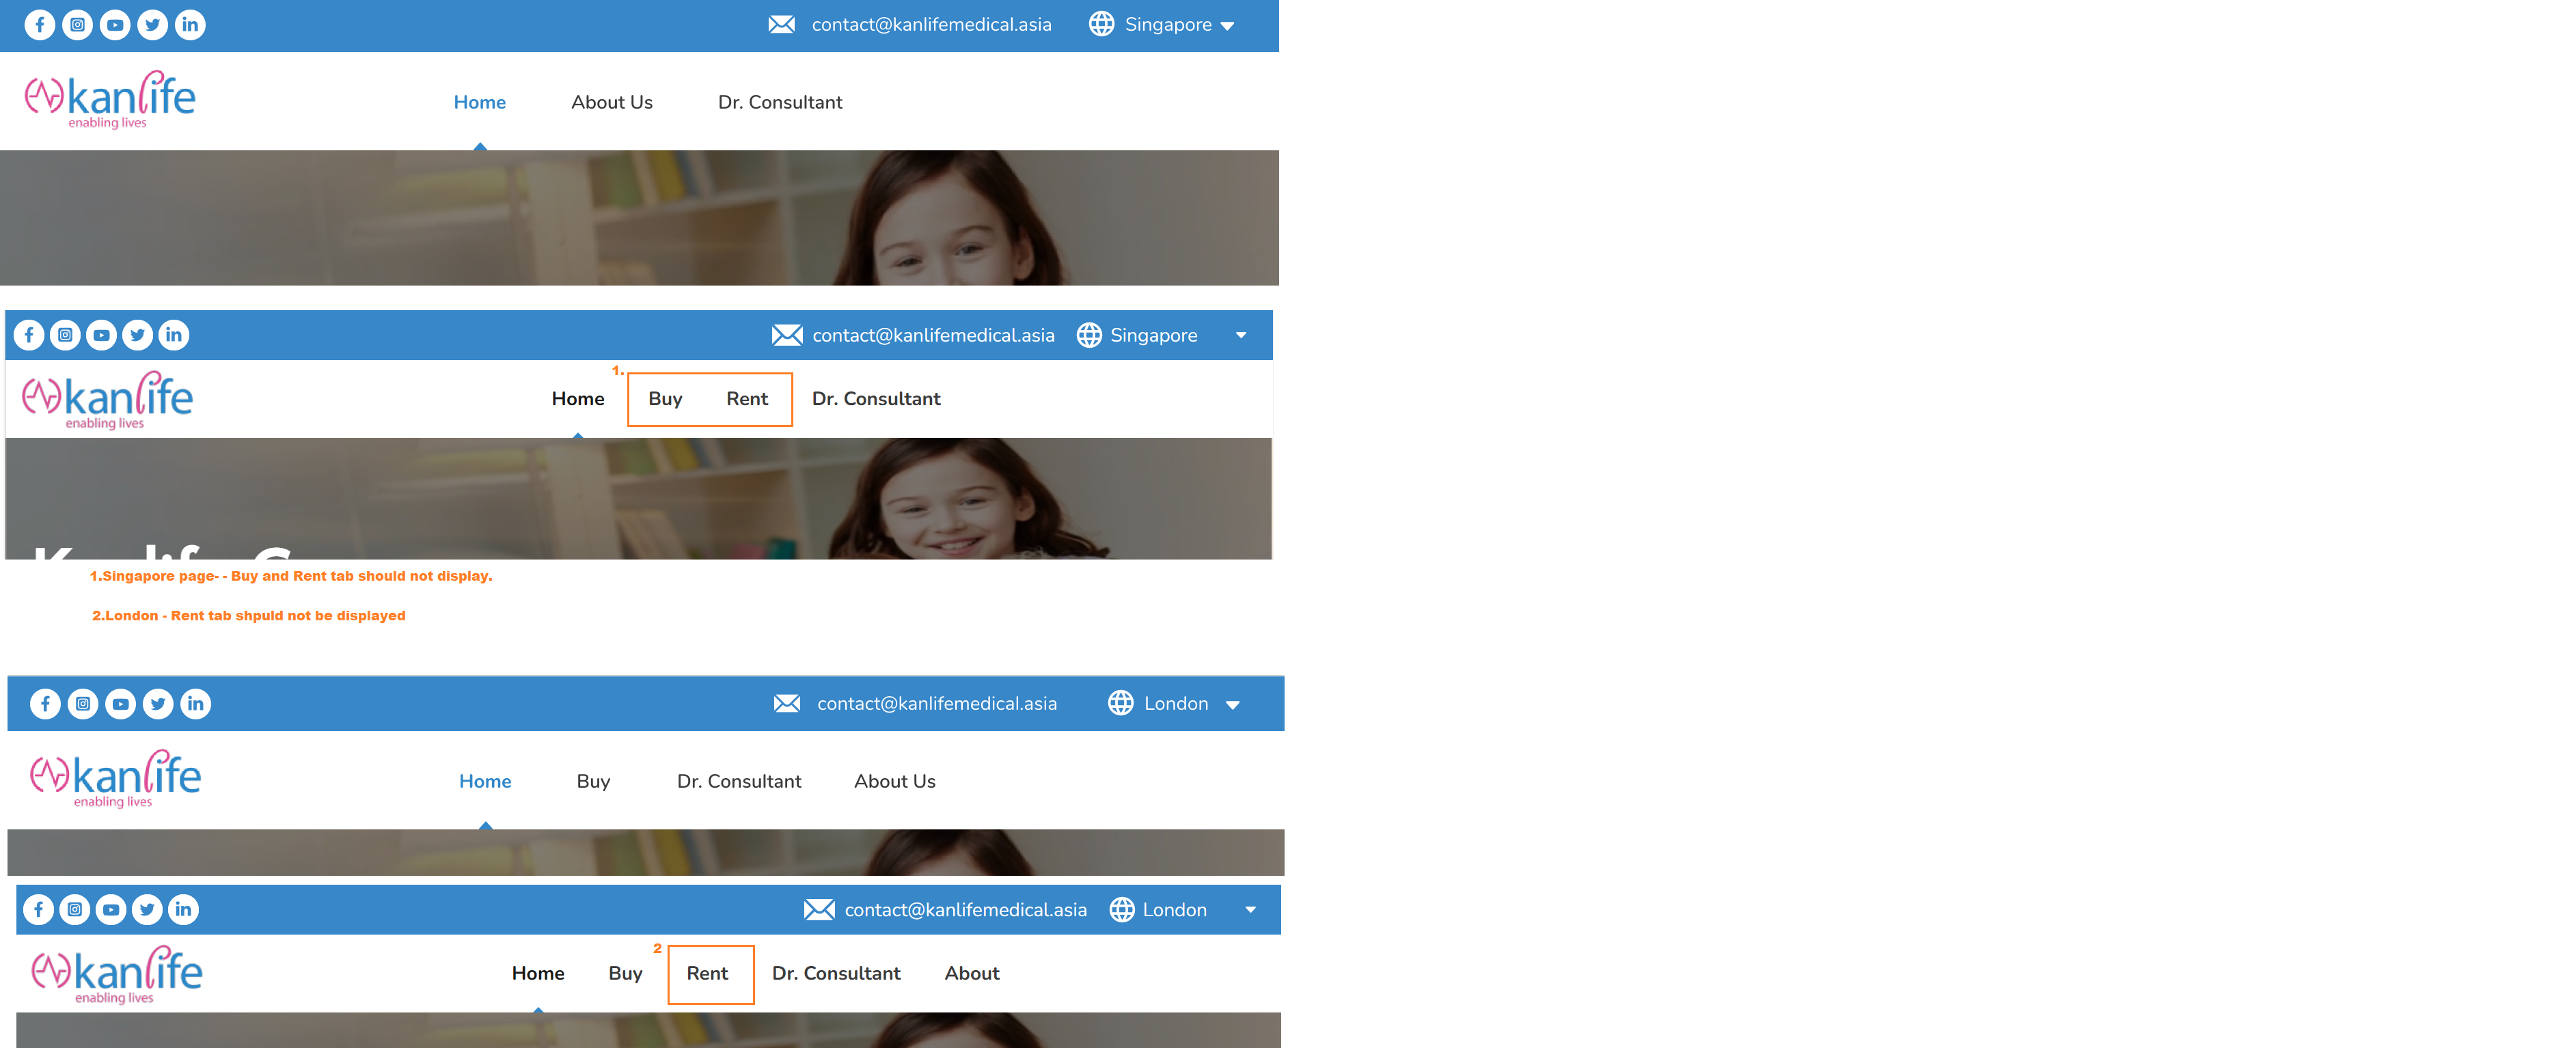 contact@kanlifemedical.asia Singapore
kanlife
enabling lives
Home About Us Dr. Consultant
contact@kanlifemedical.asia Singapore
kanlife
enabling lives
1.
Home Buy Rent Dr. Consultant
1.Singapore page- - Buy and Rent tab should not display.
2.London - Rent tab shpuld not be displayed
contact@kanlifemedical.asia London
kanlife
enabling lives
Home Buy Dr. Consultant About Us
contact@kanlifemedical.asia London
kanlife
enabling lives
2
Home Buy Rent Dr. Consultant About